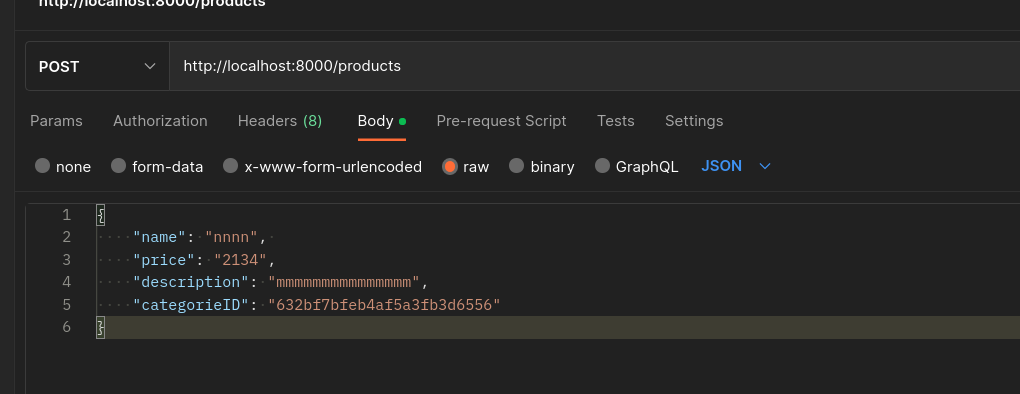 http://localhost:8000/products
POST http://localhost:8000/products
Params Authorization Headers (8) Body Pre-request Script Tests Settings
none form-data x-www-form-urlencoded raw binary GraphQL JSON
1 {
2 "name": "nnnn",
3 "price": "2134",
4 "description": "mmmmmmmmmmmmmmm",
5 "categorieID": "632bf7bfeb4af5a3fb3d6556"
6 }